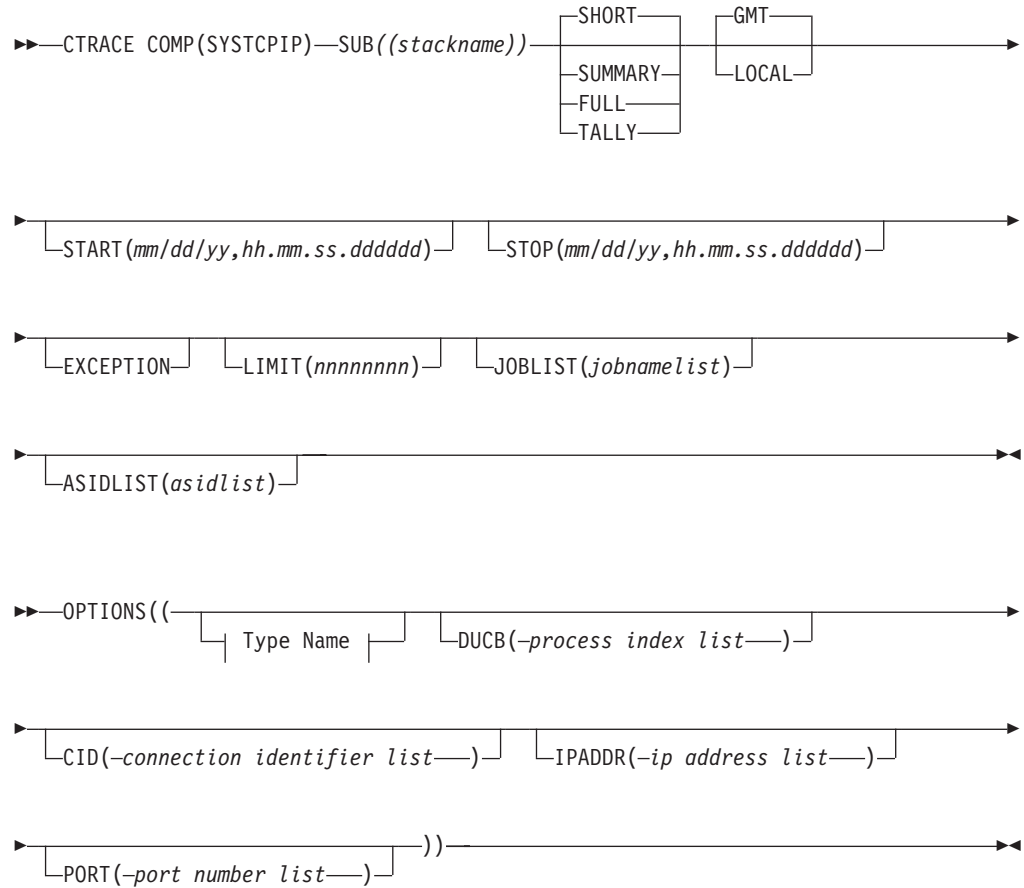 SHORT GMT
CTRACE COMP(SYSTCPIP) SUB((stackname))
SUMMARY LOCAL
FULL
TALLY
START(mm/dd/yy,hh.mm.ss.dddddd) STOP(mm/dd/yy,hh.mm.ss.dddddd)
EXCEPTION LIMIT(nnnnnnnn) JOBLIST(jobnamelist)
ASIDLIST(asidlist)
OPTIONS((
Type Name DUCB(process index list)
CID(connection identifier list) IPADDR(ip address list)
))
PORT(port number list)